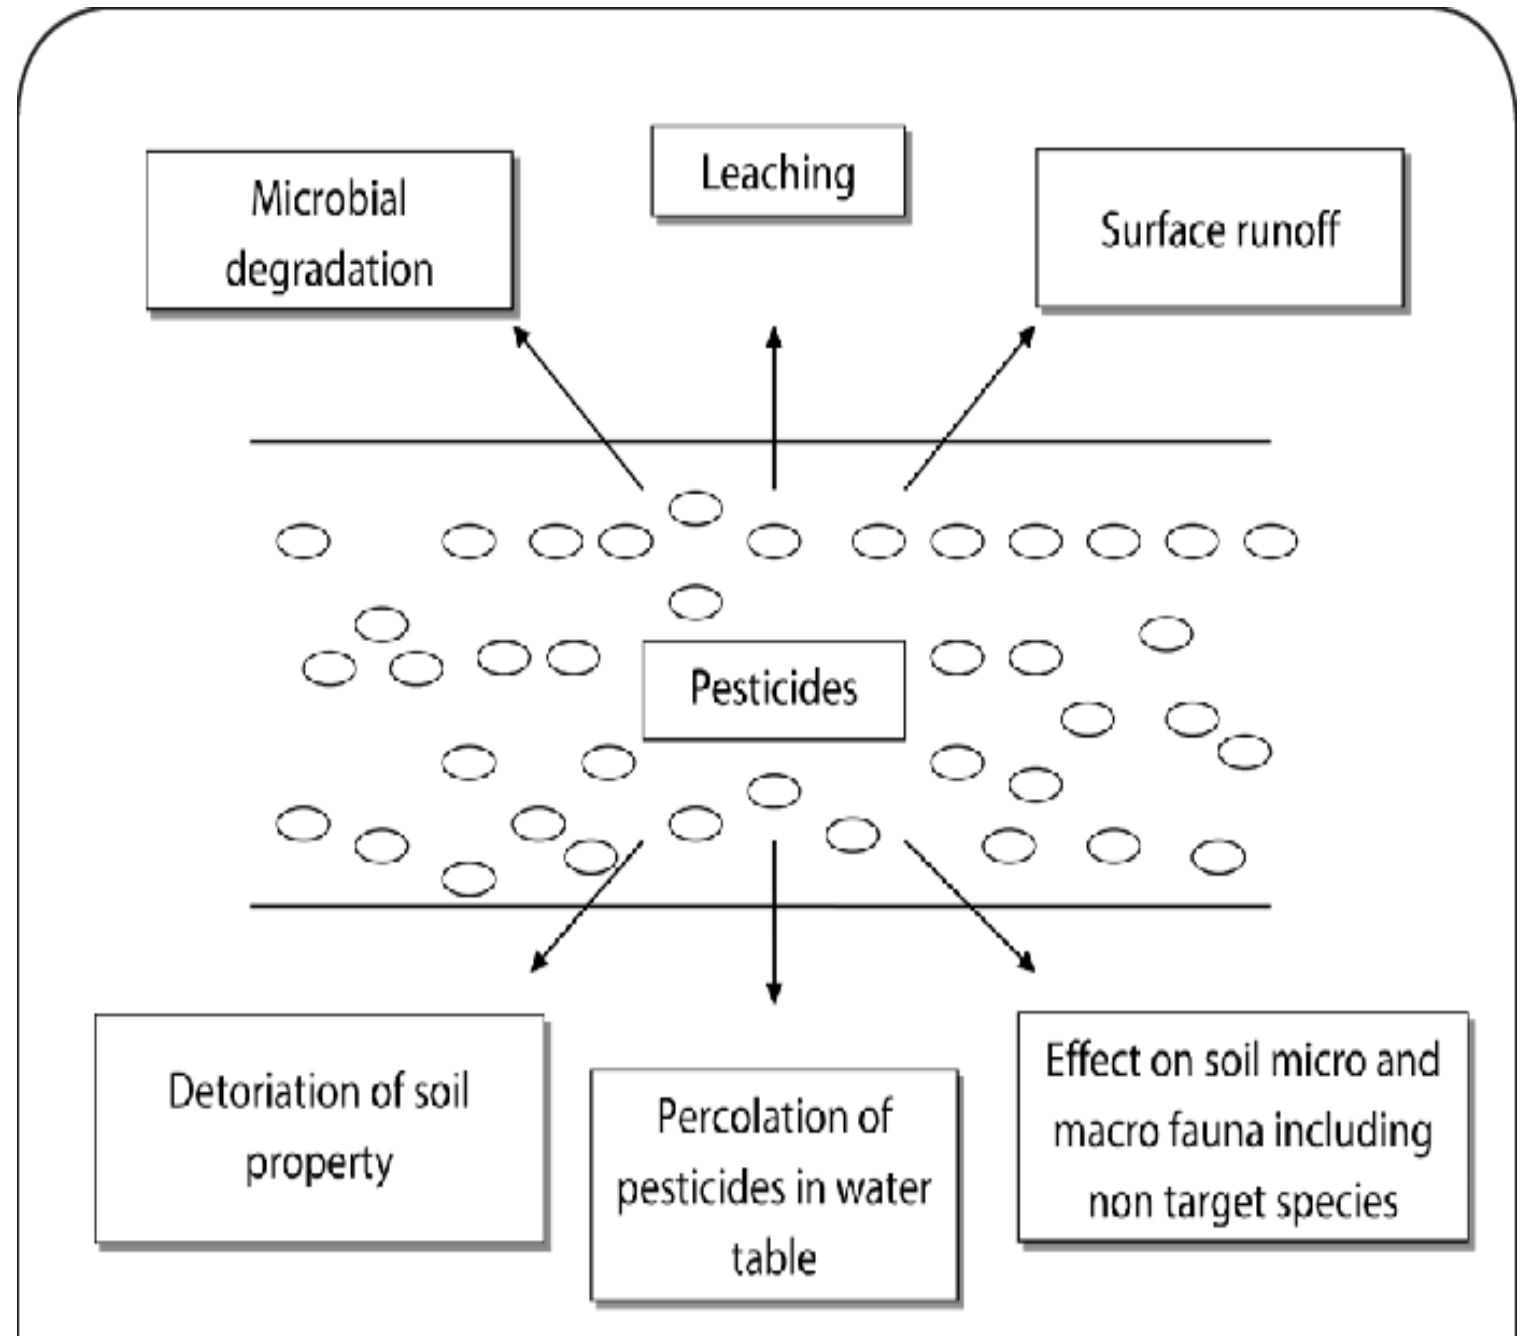 Microbial
degradation
Leaching
Surface runoff
Pesticides
Detoriation of soil
property
Percolation of
pesticides in water
table
Effect on soil micro and
macro fauna including
non target species